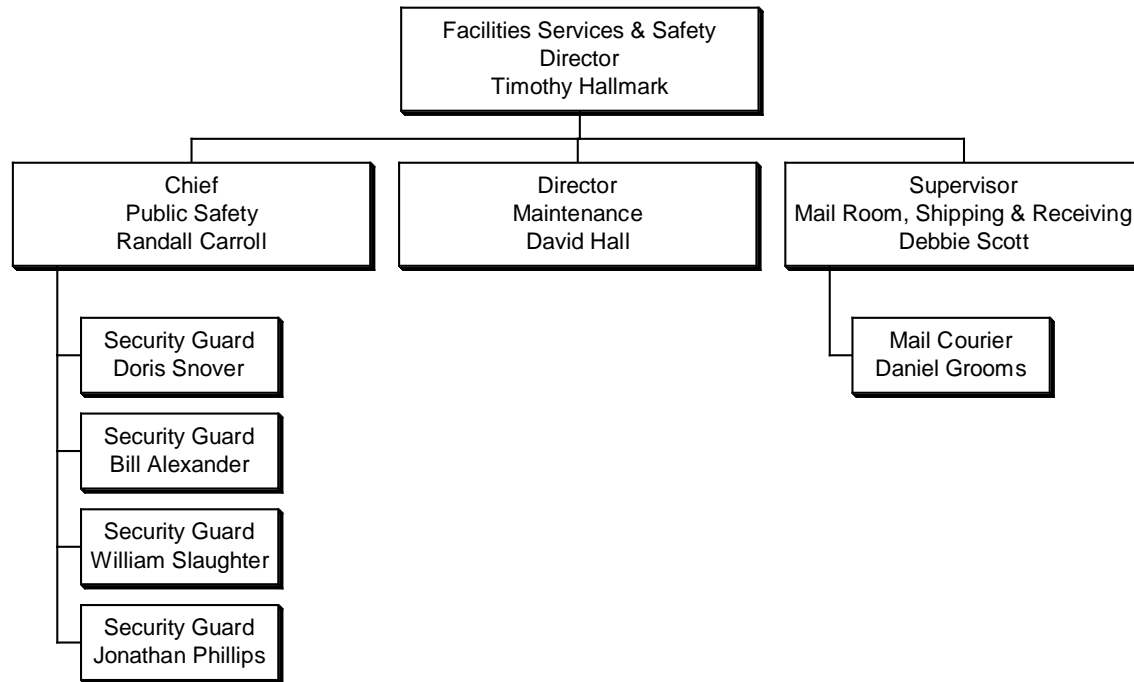 Facilities Services & Safety
Director
Timothy Hallmark
Chief
Public Safety
Randall Carroll
Director
Maintenance
David Hall
Supervisor
Mail Room, Shipping & Receiving
Debbie Scott
Security Guard
Doris Snover
Security Guard
Bill Alexander
Security Guard
William Slaughter
Security Guard
Jonathan Phillips
Mail Courier
Daniel Grooms